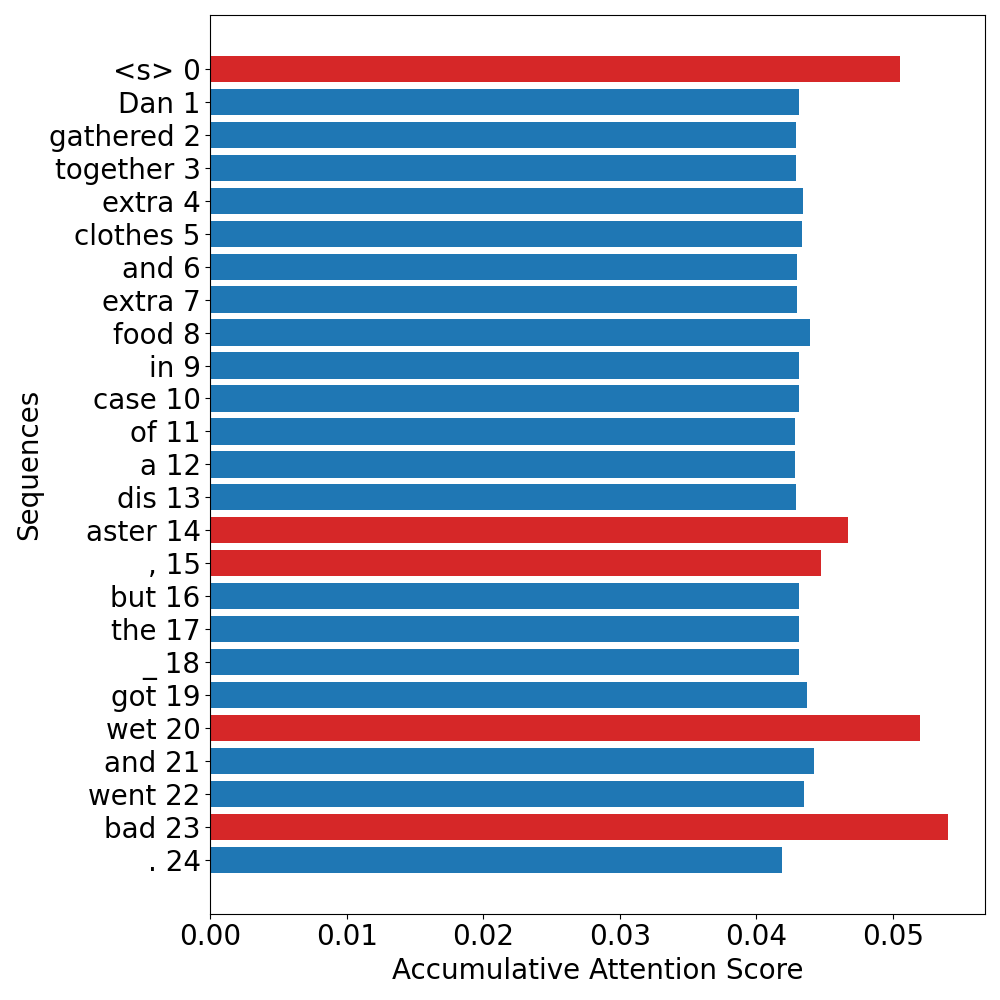 <s> 0
Dan 1
gathered 2
together 3
extra 4
clothes 5
and 6
extra 7
food 8
in 9
case 10
of 11
a 12
dis 13
aster 14
, 15
but 16
the 17
_ 18
got 19
wet 20
and 21
went 22
bad 23
. 24
Sequences
0.00 0.01 0.02 0.03 0.04 0.05
Accumulative Attention Score